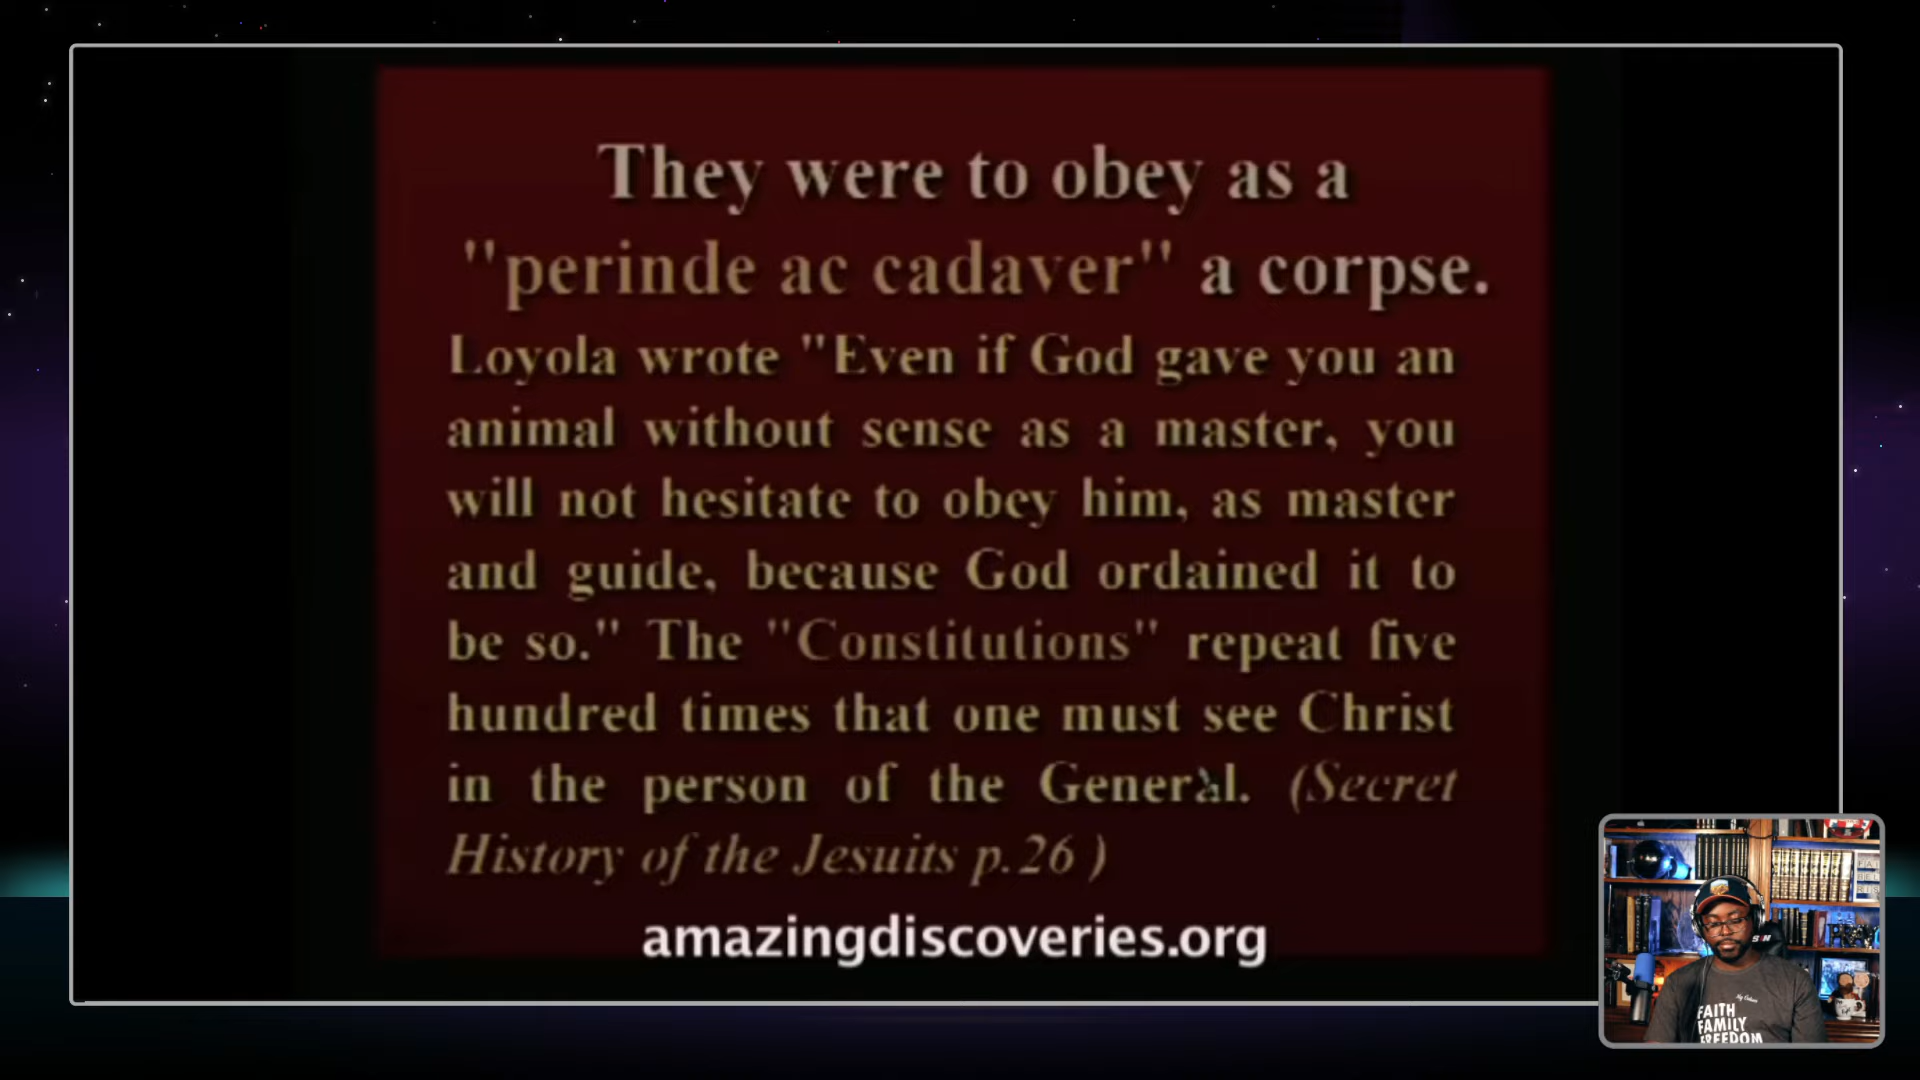 They were to obey as a
"perinde ac cadaver" a corpse.
Loyola wrote "Even if God gave you an
animal without sense as a master, you
will not hesitate to obey him, as master
and guide, because God ordained it to
be so." The "Constitutions" repeat five
hundred times that one must see Christ
in the person of the General. (Secret
History of the Jesuits p.26 )
amazingdiscoveries.org
FAITH
FAMILY
FREEDOM